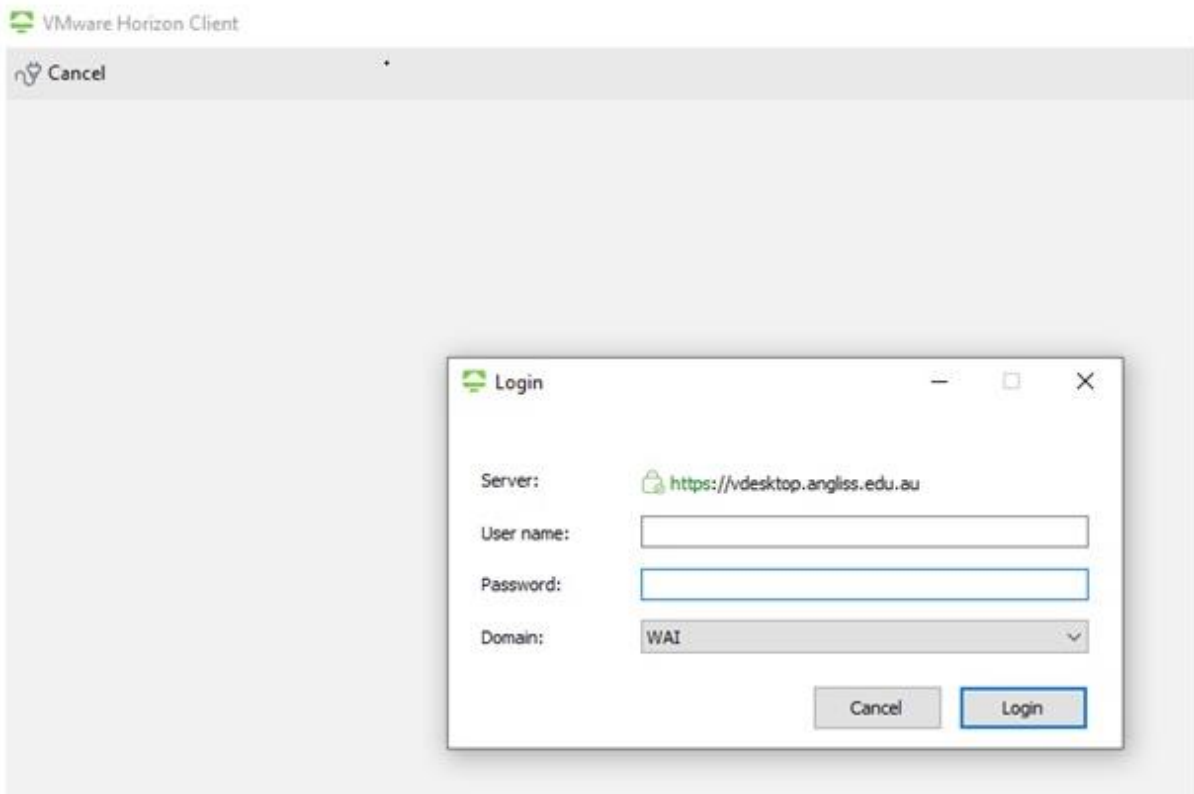 VMware Horizon Client
Cancel
Login
Server: https://vdesktop.angliss.edu.au
User name:
Password:
Domain: WAI
Cancel Login